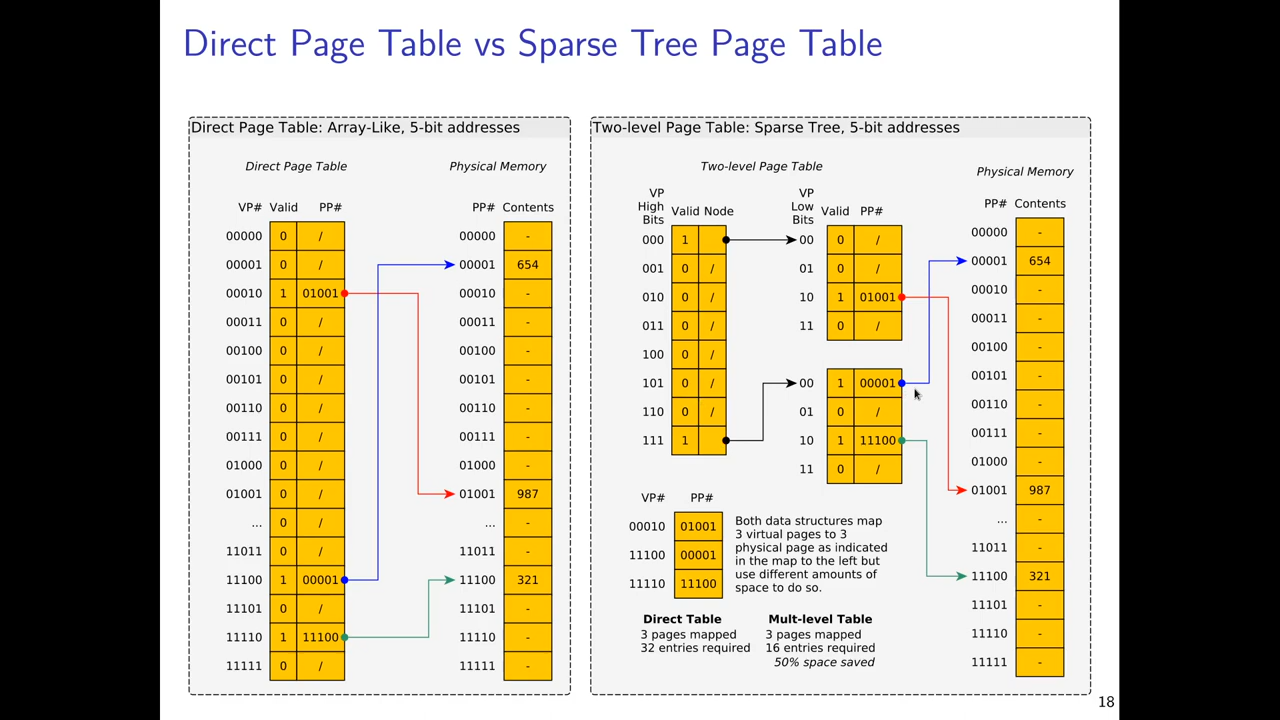 Direct Page Table vs Sparse Tree Page Table
Direct Page Table: Array-Like, 5-bit addresses
Direct Page Table Physical Memory
VP# Valid PP# PP# Contents
00000 0 / 00000 -
00001 0 / 00001 654
00010 1 01001 00010 -
00011 0 / 00011 -
00100 0 / 00100 -
00101 0 / 00101 -
00110 0 / 00110 -
00111 0 / 00111 -
01000 0 / 01000 -
01001 0 / 01001 987
... 0 / ... -
11011 0 / 11011 -
11100 1 00001 11100 321
11101 0 / 11101 -
11110 1 11100 11110 -
11111 0 / 11111 -
Two-level Page Table: Sparse Tree, 5-bit addresses
Two-level Page Table
VP
High
Bits
Valid Node
000 1
001 0 /
010 0 /
011 0 /
100 0 /
101 0 /
110 0 /
111 1
VP
Low
Bits
Valid PP#
00 0 /
01 0 /
10 1 01001
11 0 /
00 1 00001
01 0 /
10 1 11100
11 0 /
Physical Memory
PP# Contents
00000 -
00001 654
00010 -
00011 -
00100 -
00101 -
00110 -
00111 -
01000 -
01001 987
... -
11011 -
11100 321
11101 -
11110 -
11111 -
VP# PP#
00010 01001
11100 00001
11110 11100
Both data structures map
3 virtual pages to 3
physical page as indicated
in the map to the left but
use different amounts of
space to do so.
Direct Table
3 pages mapped
32 entries required
Mult-level Table
3 pages mapped
16 entries required
50% space saved
18